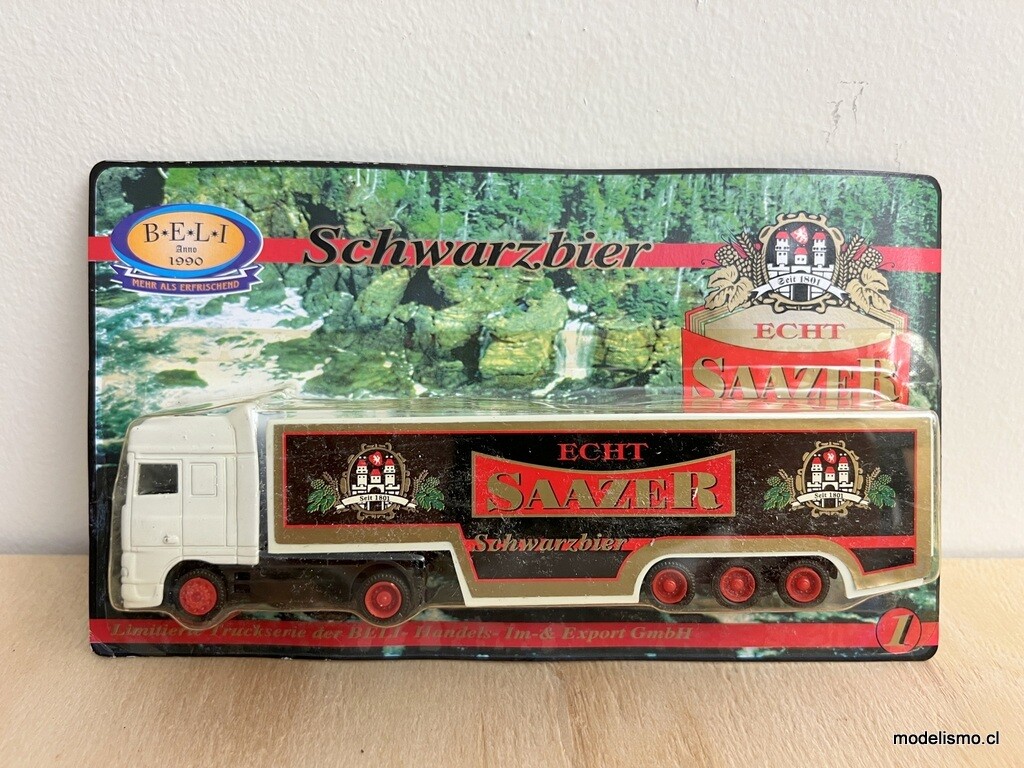 B·E·L·I
Anno
1990
MEHR ALS ERFRISCHEND
Schwarzbier
Seit 1801
ECHT
SAAZER
ECHT
SAAZER
Seit 1801
Seit 1801
Schwarzbier
Limitierte Truckserie der BELI- Handels- Im-& Export GmbH
1
modelismo.cl